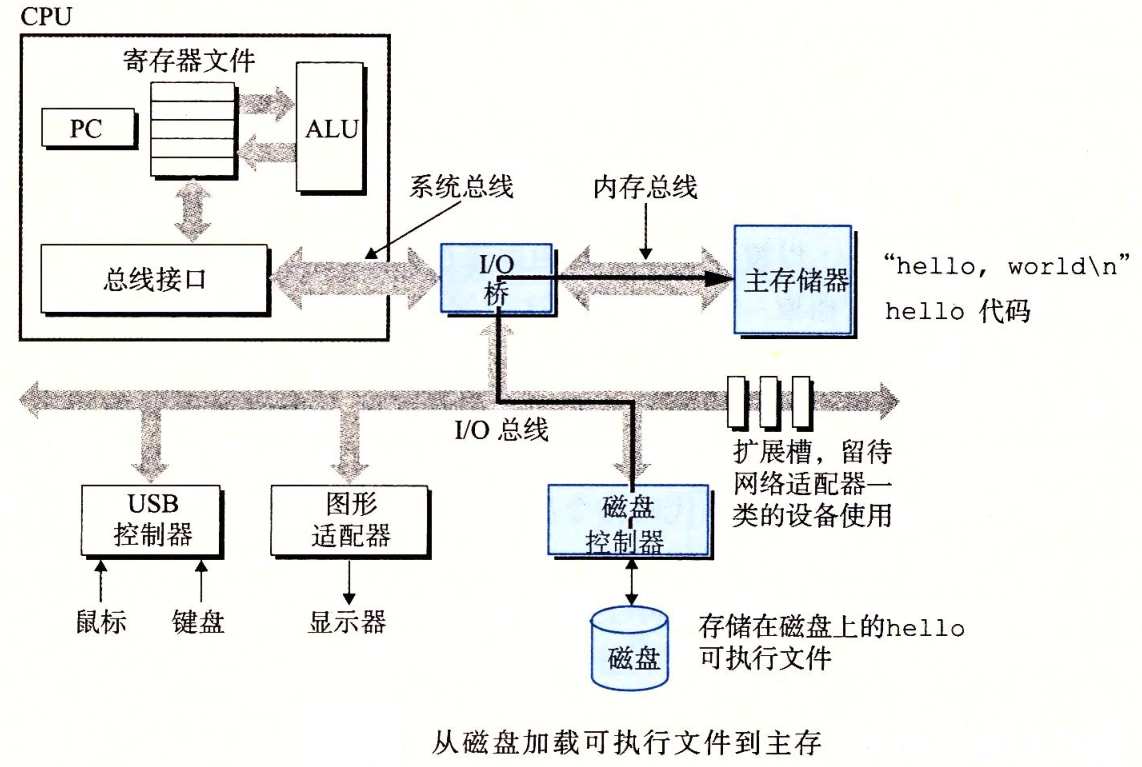 CPU
寄存器文件
PC
ALU
系统总线
内存总线
总线接口
I/O
桥
主存储器
“hello, world\n”
hello 代码
I/O 总线
扩展槽，留待
网络适配器一
类的设备使用
USB
控制器
图形
适配器
磁盘
控制器
鼠标
键盘
显示器
磁盘
存储在磁盘上的hello
可执行文件
从磁盘加载可执行文件到主存